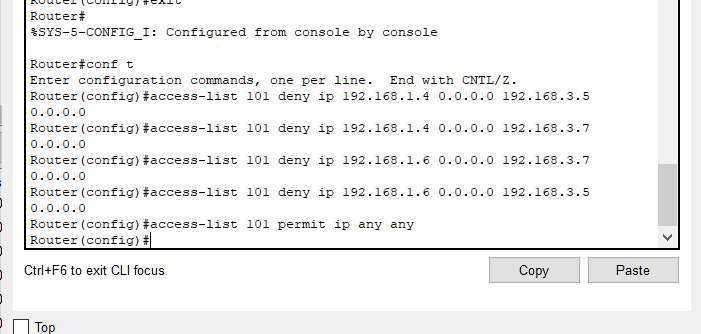 Router(config)#exit
Router#
%SYS-5-CONFIG_I: Configured from console by console
Router#conf t
Enter configuration commands, one per line.  End with CNTL/Z.
Router(config)#access-list 101 deny ip 192.168.1.4 0.0.0.0 192.168.3.5
0.0.0.0
Router(config)#access-list 101 deny ip 192.168.1.4 0.0.0.0 192.168.3.7
0.0.0.0
Router(config)#access-list 101 deny ip 192.168.1.6 0.0.0.0 192.168.3.7
0.0.0.0
Router(config)#access-list 101 deny ip 192.168.1.6 0.0.0.0 192.168.3.5
0.0.0.0
Router(config)#access-list 101 permit ip any any
Router(config)#
Ctrl+F6 to exit CLI focus
Copy
Paste
Top